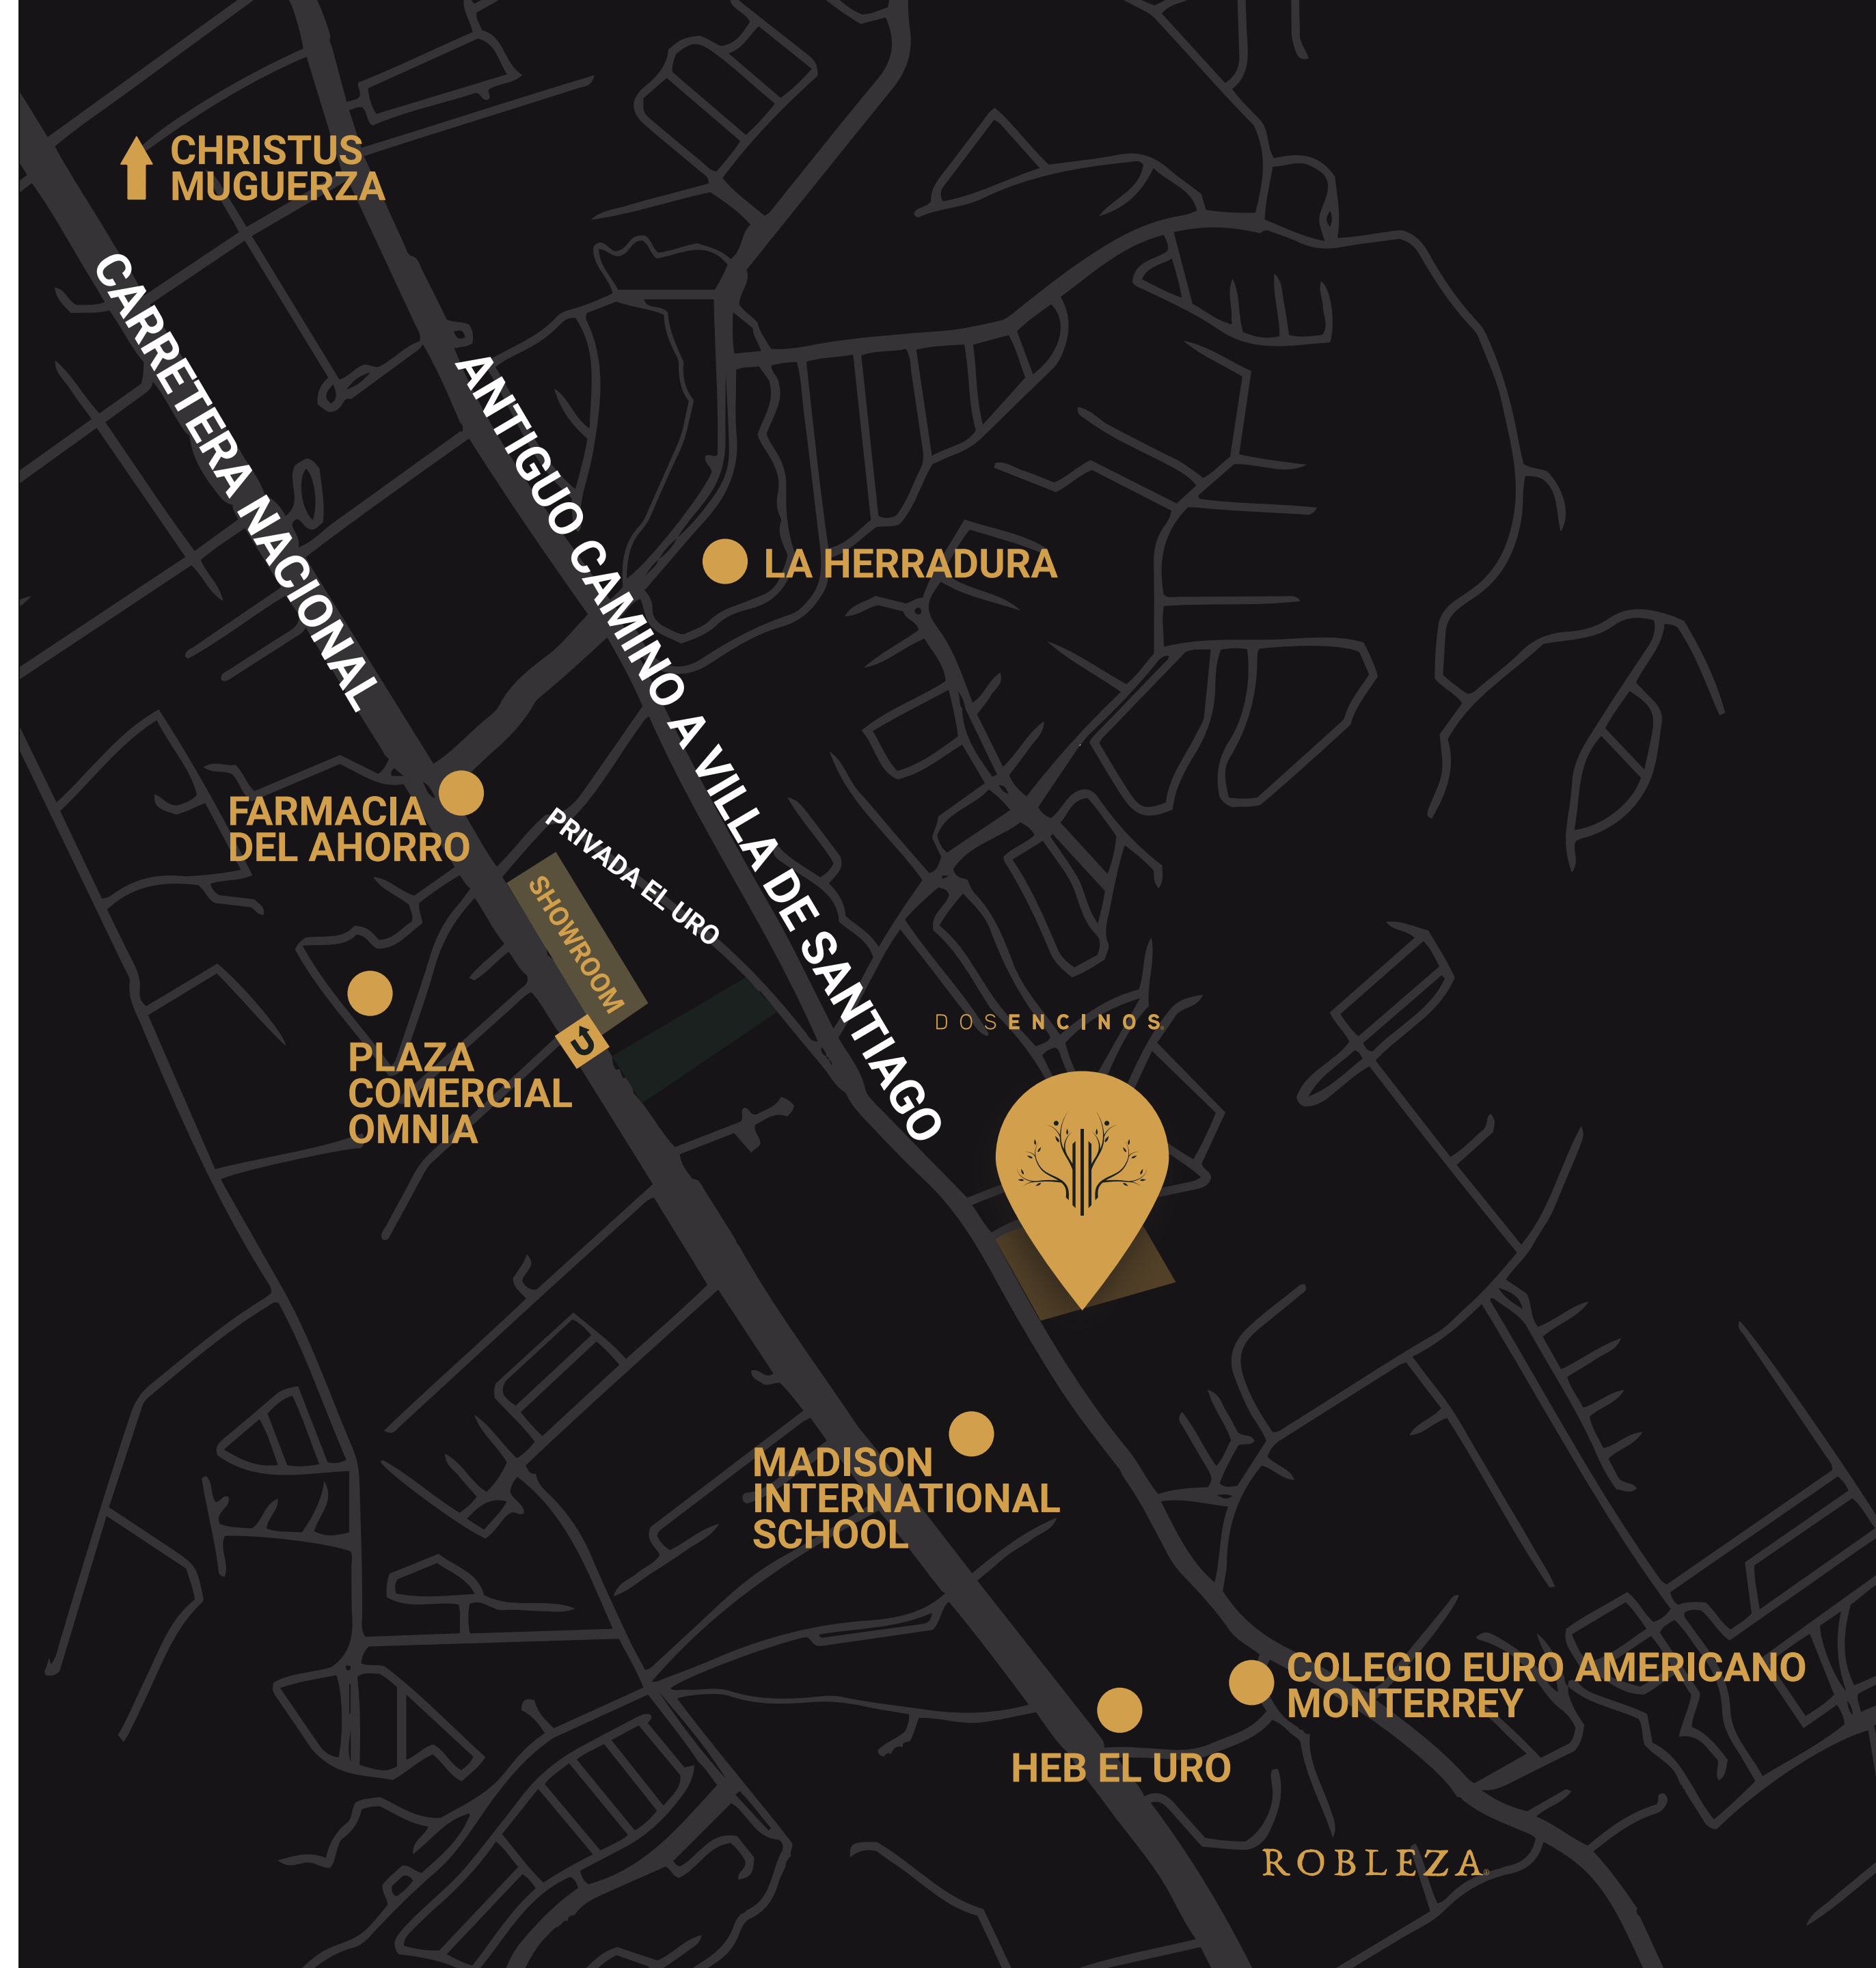 CHRISTUS
MUGUERZA
CARRETERA NACIONAL
ANTIGUO CAMINO A VILLA DE SANTIAGO
LA HERRADURA
FARMACIA
DEL AHORRO
PRIVADA EL URO
SHOWROOM
PLAZA
COMERCIAL
OMNIA
DOSENCINOS
MADISON
INTERNATIONAL
SCHOOL
COLEGIO EURO AMERICANO
MONTERREY
HEB EL URO
ROBLEZA®